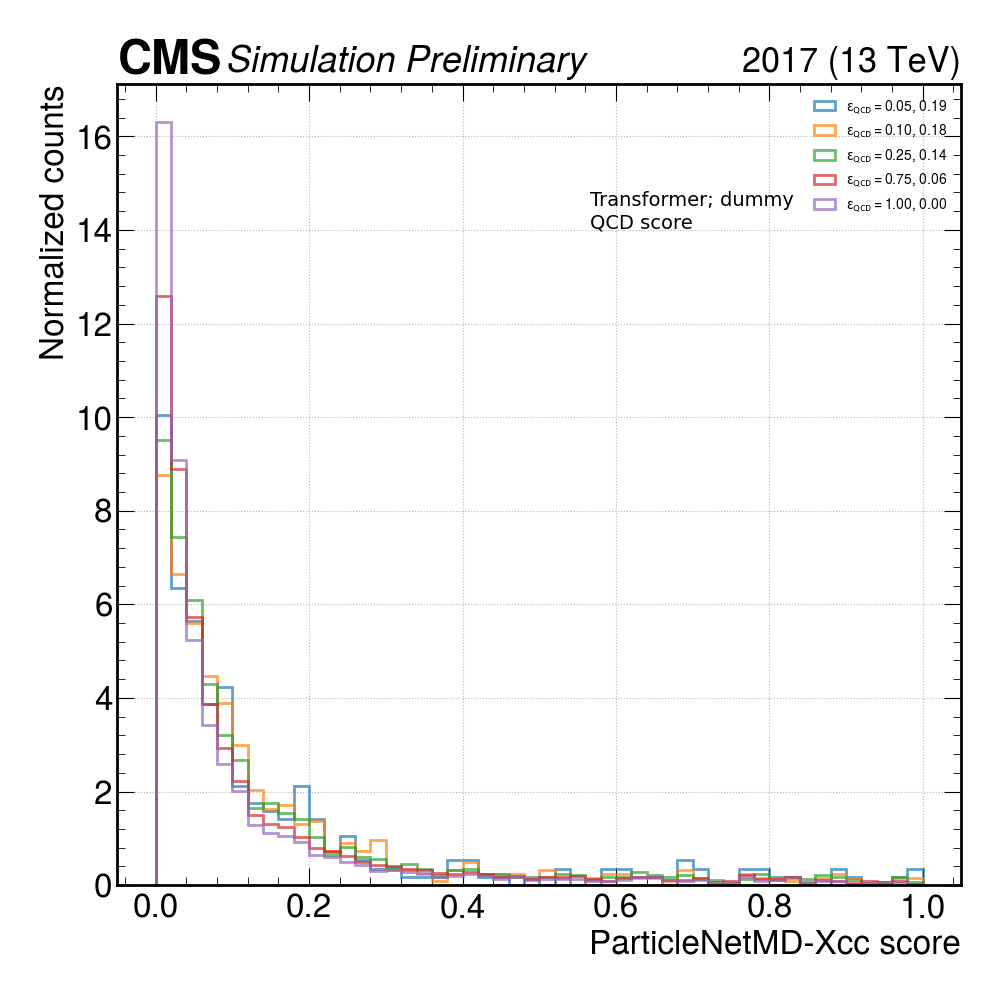 CMS Simulation Preliminary 2017 (13 TeV)
Normalized counts
16
14
12
10
8
6
4
2
0
εQCD = 0.05, 0.19
εQCD = 0.10, 0.18
εQCD = 0.25, 0.14
εQCD = 0.75, 0.06
εQCD = 1.00, 0.00
Transformer; dummy
QCD score
0.0 0.2 0.4 0.6 0.8 1.0
ParticleNetMD-Xcc score